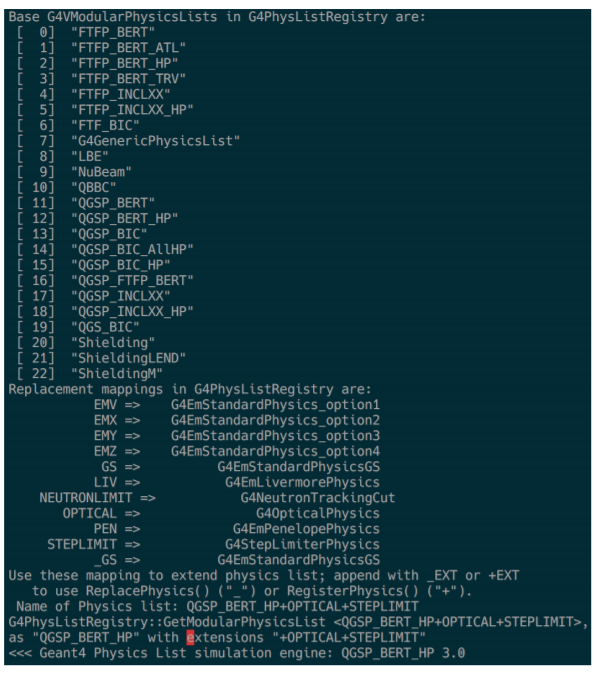 Base G4VModularPhysicsLists in G4PhysListRegistry are:
[  0]  "FTFP_BERT"
[  1]  "FTFP_BERT_ATL"
[  2]  "FTFP_BERT_HP"
[  3]  "FTFP_BERT_TRV"
[  4]  "FTFP_INCLXX"
[  5]  "FTFP_INCLXX_HP"
[  6]  "FTF_BIC"
[  7]  "G4GenericPhysicsList"
[  8]  "LBE"
[  9]  "NuBeam"
[ 10]  "QBBC"
[ 11]  "QGSP_BERT"
[ 12]  "QGSP_BERT_HP"
[ 13]  "QGSP_BIC"
[ 14]  "QGSP_BIC_AllHP"
[ 15]  "QGSP_BIC_HP"
[ 16]  "QGSP_FTFP_BERT"
[ 17]  "QGSP_INCLXX"
[ 18]  "QGSP_INCLXX_HP"
[ 19]  "QGS_BIC"
[ 20]  "Shielding"
[ 21]  "ShieldingLEND"
[ 22]  "ShieldingM"
Replacement mappings in G4PhysListRegistry are:
EMV => G4EmStandardPhysics_option1
EMX => G4EmStandardPhysics_option2
EMY => G4EmStandardPhysics_option3
EMZ => G4EmStandardPhysics_option4
GS => G4EmStandardPhysicsGS
LIV => G4EmLivermorePhysics
NEUTRONLIMIT => G4NeutronTrackingCut
OPTICAL => G4OpticalPhysics
PEN => G4EmPenelopePhysics
STEPLIMIT => G4StepLimiterPhysics
_GS => G4EmStandardPhysicsGS
Use these mapping to extend physics list; append with _EXT or +EXT
to use ReplacePhysics() ("_") or RegisterPhysics() ("+").
Name of Physics list: QGSP_BERT_HP+OPTICAL+STEPLIMIT
G4PhysListRegistry::GetModularPhysicsList <QGSP_BERT_HP+OPTICAL+STEPLIMIT>,
as "QGSP_BERT_HP" with extensions "+OPTICAL+STEPLIMIT"
<<< Geant4 Physics List simulation engine: QGSP_BERT_HP 3.0